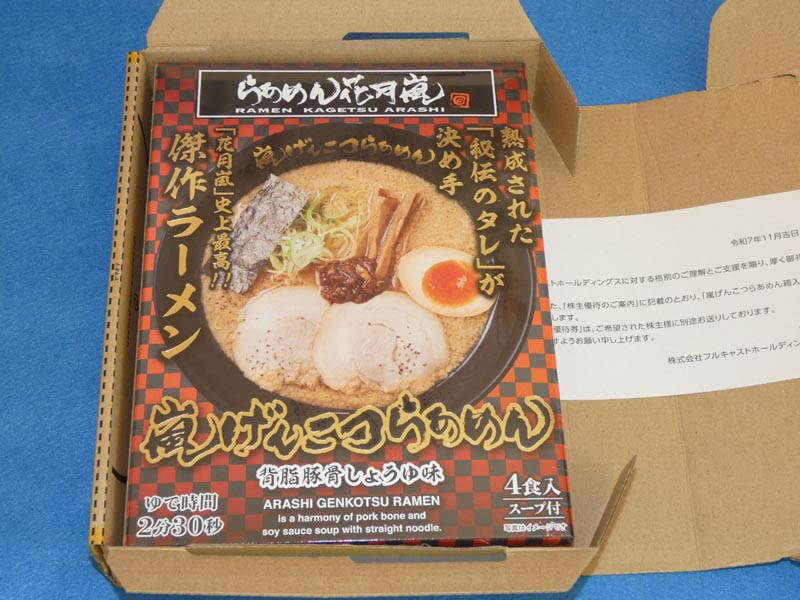 らあめん花月嵐
RAMEN KAGETSU ARASHI
熟成された
「秘伝のタレ」が
決め手
嵐げんこつらあめん
「花月嵐」史上最高!!
傑作ラーメン
嵐げんこつらあめん
背脂豚骨しょうゆ味
ゆで時間
2分30秒
ARASHI GENKOTSU RAMEN
is a harmony of pork bone and
soy sauce soup with straight noodle.
4食入
スープ付
写真はイメージです
令和7年11月吉日
ストホールディングスに対する格別のご理解とご支援を賜り、厚く御
た、「株主優待のご案内」に記載のとおり、「嵐げんこつらあめん箱入
します。
優待券」は、ご希望された株主様に別途お送りしております。
すようお願い申し上げます。
株式会社フルキャストホールディン